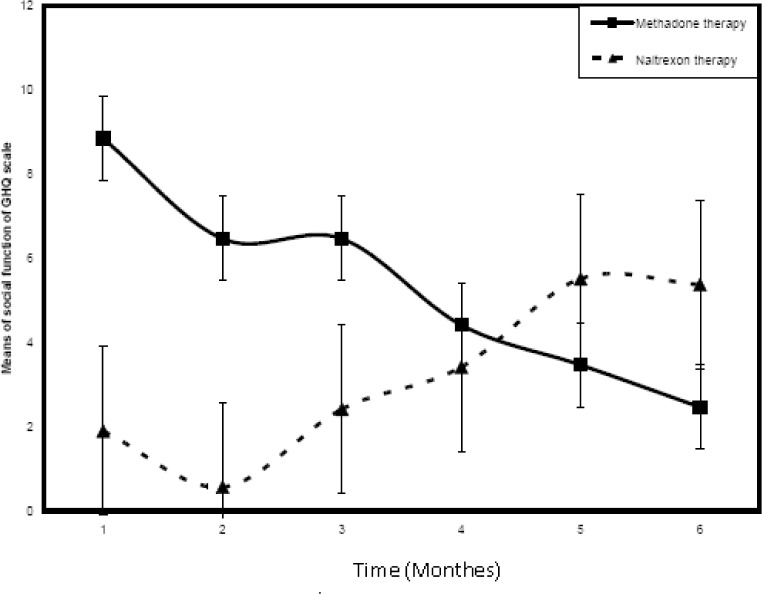 12
Methadone therapy
Naltrexon therapy
10
8
6
4
2
0
Means of social function of GHQ scale
1 2 3 4 5 6
Time (Monthes)